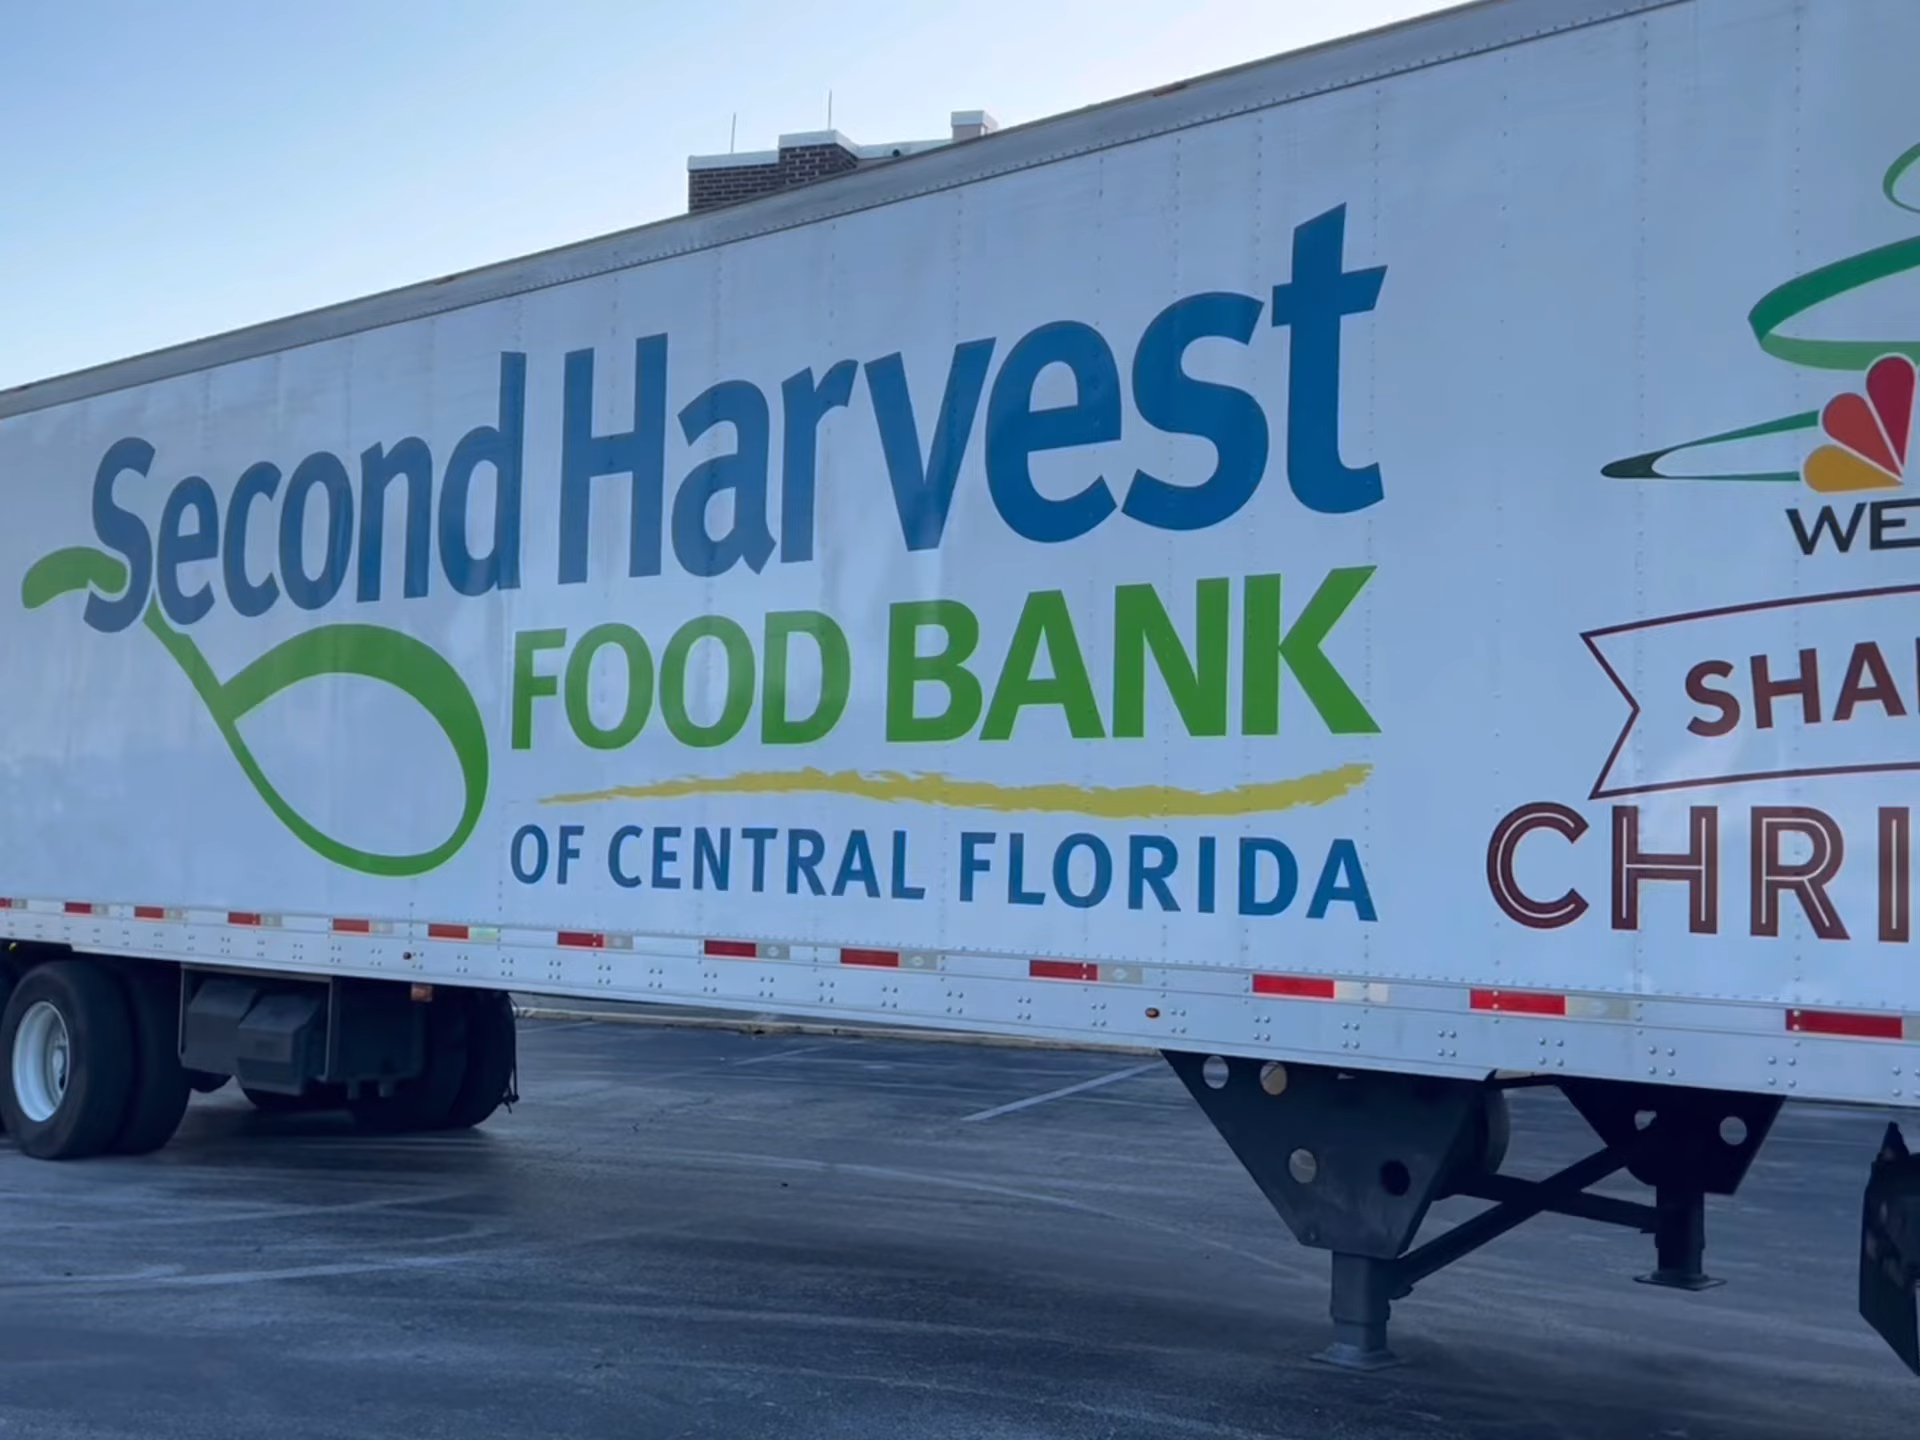 Second Harvest
FOOD BANK
OF CENTRAL FLORIDA
WE
SHA
CHRI